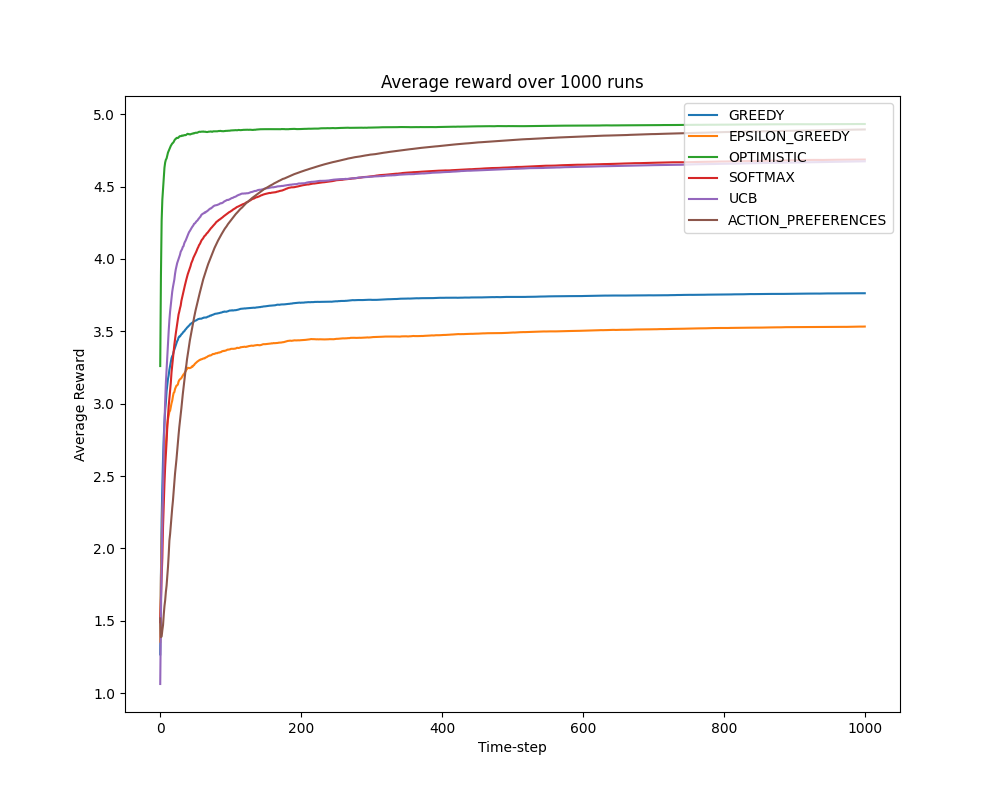 Average reward over 1000 runs
5.0
4.5
4.0
3.5
3.0
2.5
2.0
1.5
1.0
Average Reward
GREEDY
EPSILON_GREEDY
OPTIMISTIC
SOFTMAX
UCB
ACTION_PREFERENCES
0 200 400 600 800 1000
Time-step